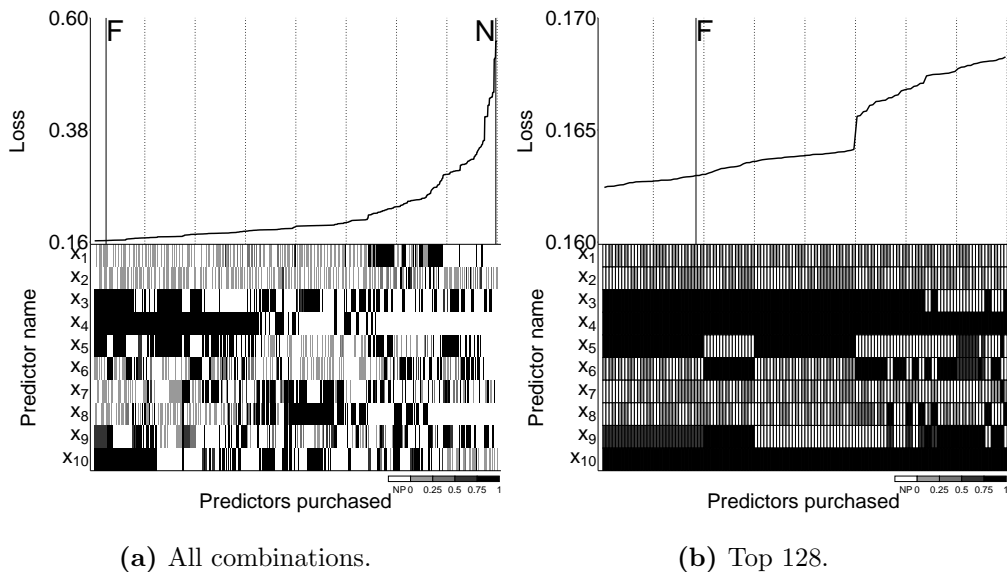 0.60
F
N
Loss
0.38
0.16
x1
x2
x3
x4
x5
x6
x7
x8
x9
x10
Predictor name
NP 0 0.25 0.5 0.75 1
Predictors purchased
(a) All combinations.
0.170
F
Loss
0.165
0.160
x1
x2
x3
x4
x5
x6
x7
x8
x9
x10
Predictor name
NP 0 0.25 0.5 0.75 1
Predictors purchased
(b) Top 128.